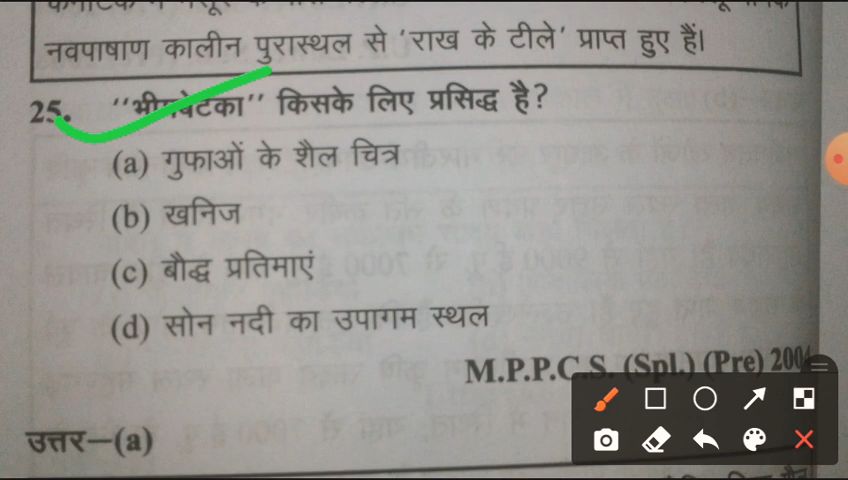 नवपाषाण कालीन पुरास्थल से 'राख के टीले' प्राप्त हुए हैं।
25. ''भीमबेटका'' किसके लिए प्रसिद्ध है?
(a) गुफाओं के शैल चित्र
(b) खनिज
(c) बौद्ध प्रतिमाएं
(d) सोन नदी का उपागम स्थल
M.P.P.C.S. (Spl.) (Pre) 2004
उत्तर—(a)